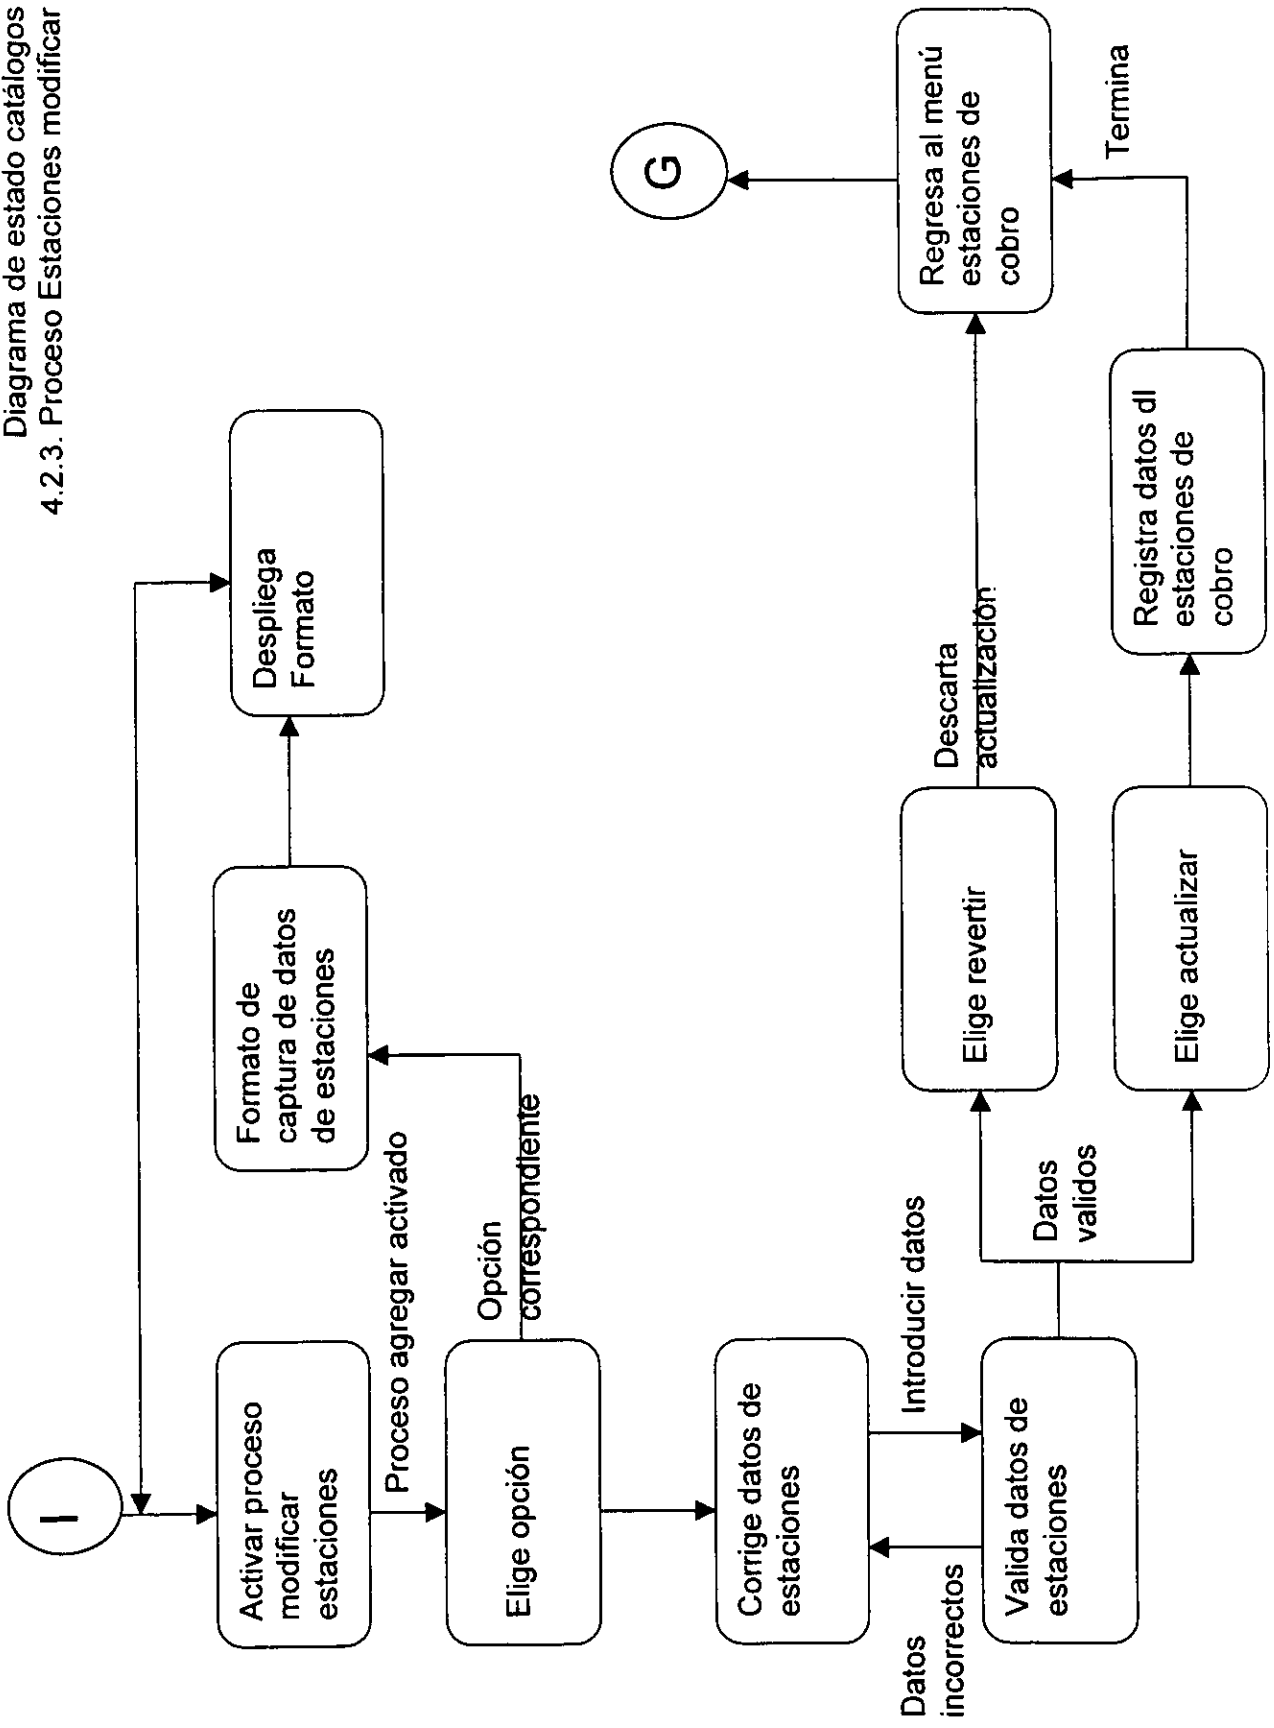 Diagrama de estado catálogos
4.2.3. Proceso Estaciones modificar
I
Activar proceso
modificar
estaciones
Proceso agregar activado
Elige opción
Opción
correspondiente
Formato de
captura de datos
de estaciones
Despliega
Formato
Corrige datos de
estaciones
Introducir datos
Datos
incorrectos
Valida datos de
estaciones
Datos
validos
Elige revertir
Descarta
actualización
Elige actualizar
Registra datos dl
estaciones de
cobro
Termina
Regresa al menú
estaciones de
cobro
G